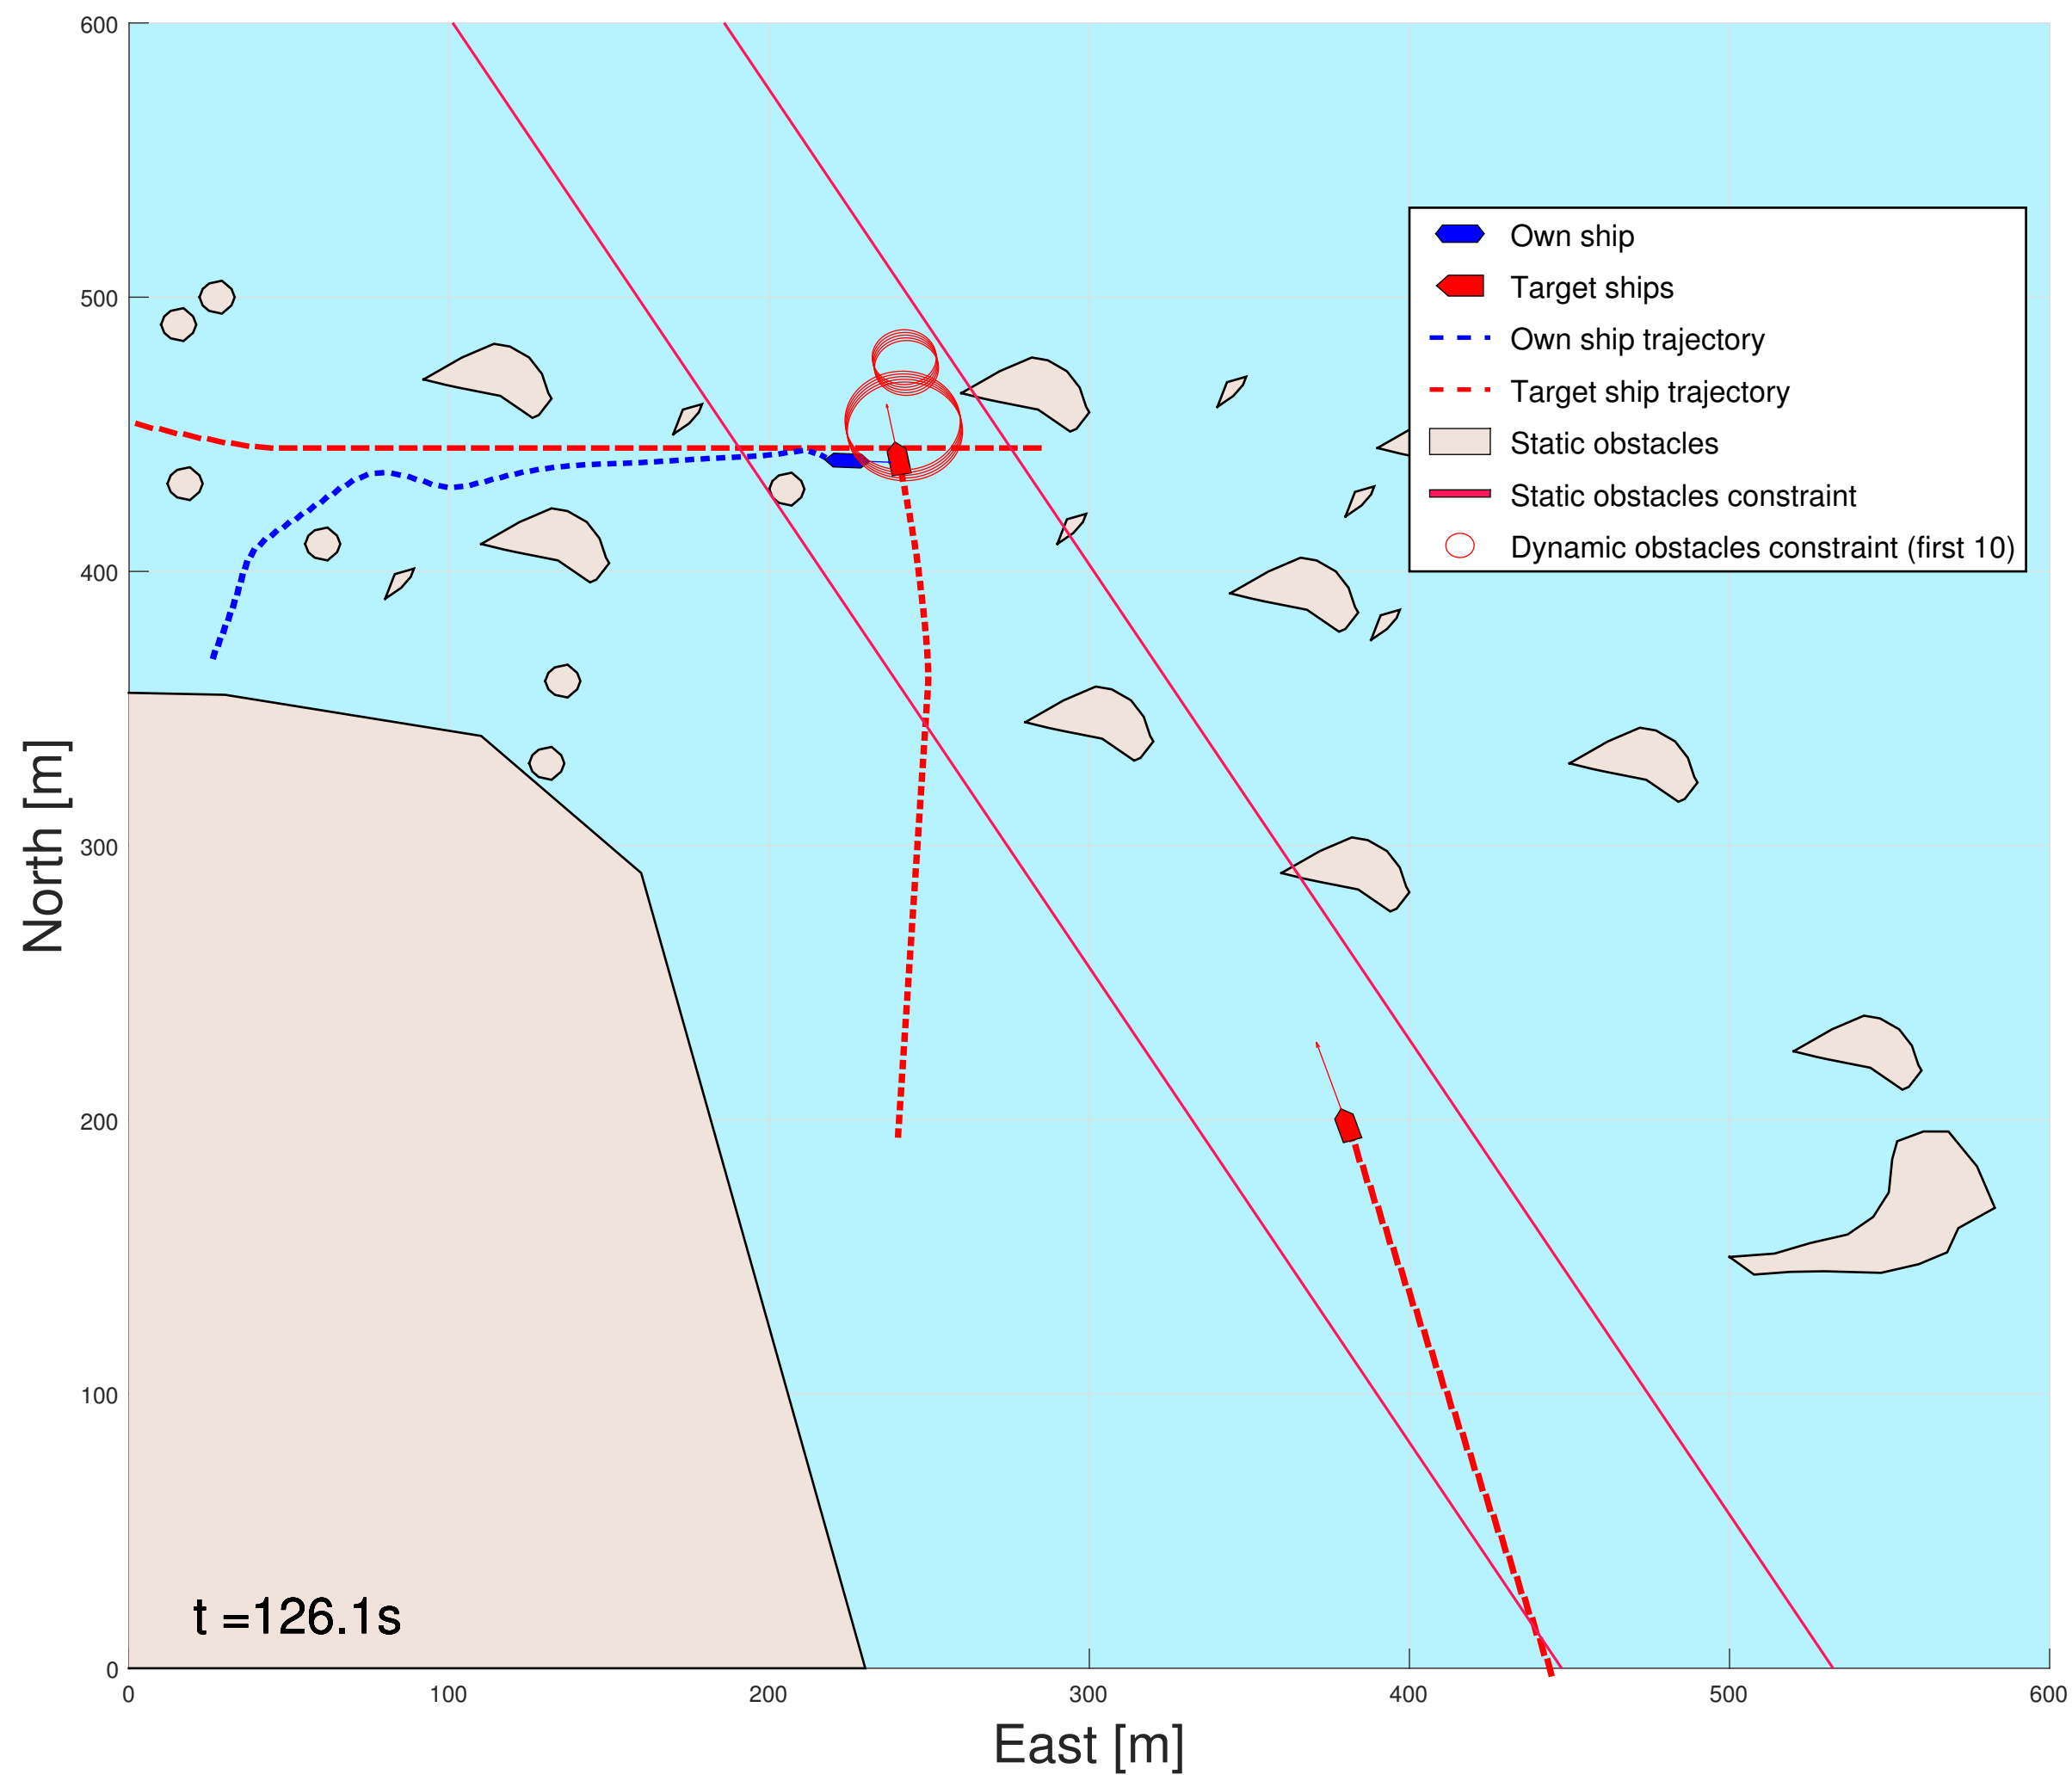 600
500
400
300
200
100
0
North [m]
Own ship
Target ships
Own ship trajectory
Target ship trajectory
Static obstacles
Static obstacles constraint
Dynamic obstacles constraint (first 10)
t =126.1s
0 100 200 300 400 500 600
East [m]